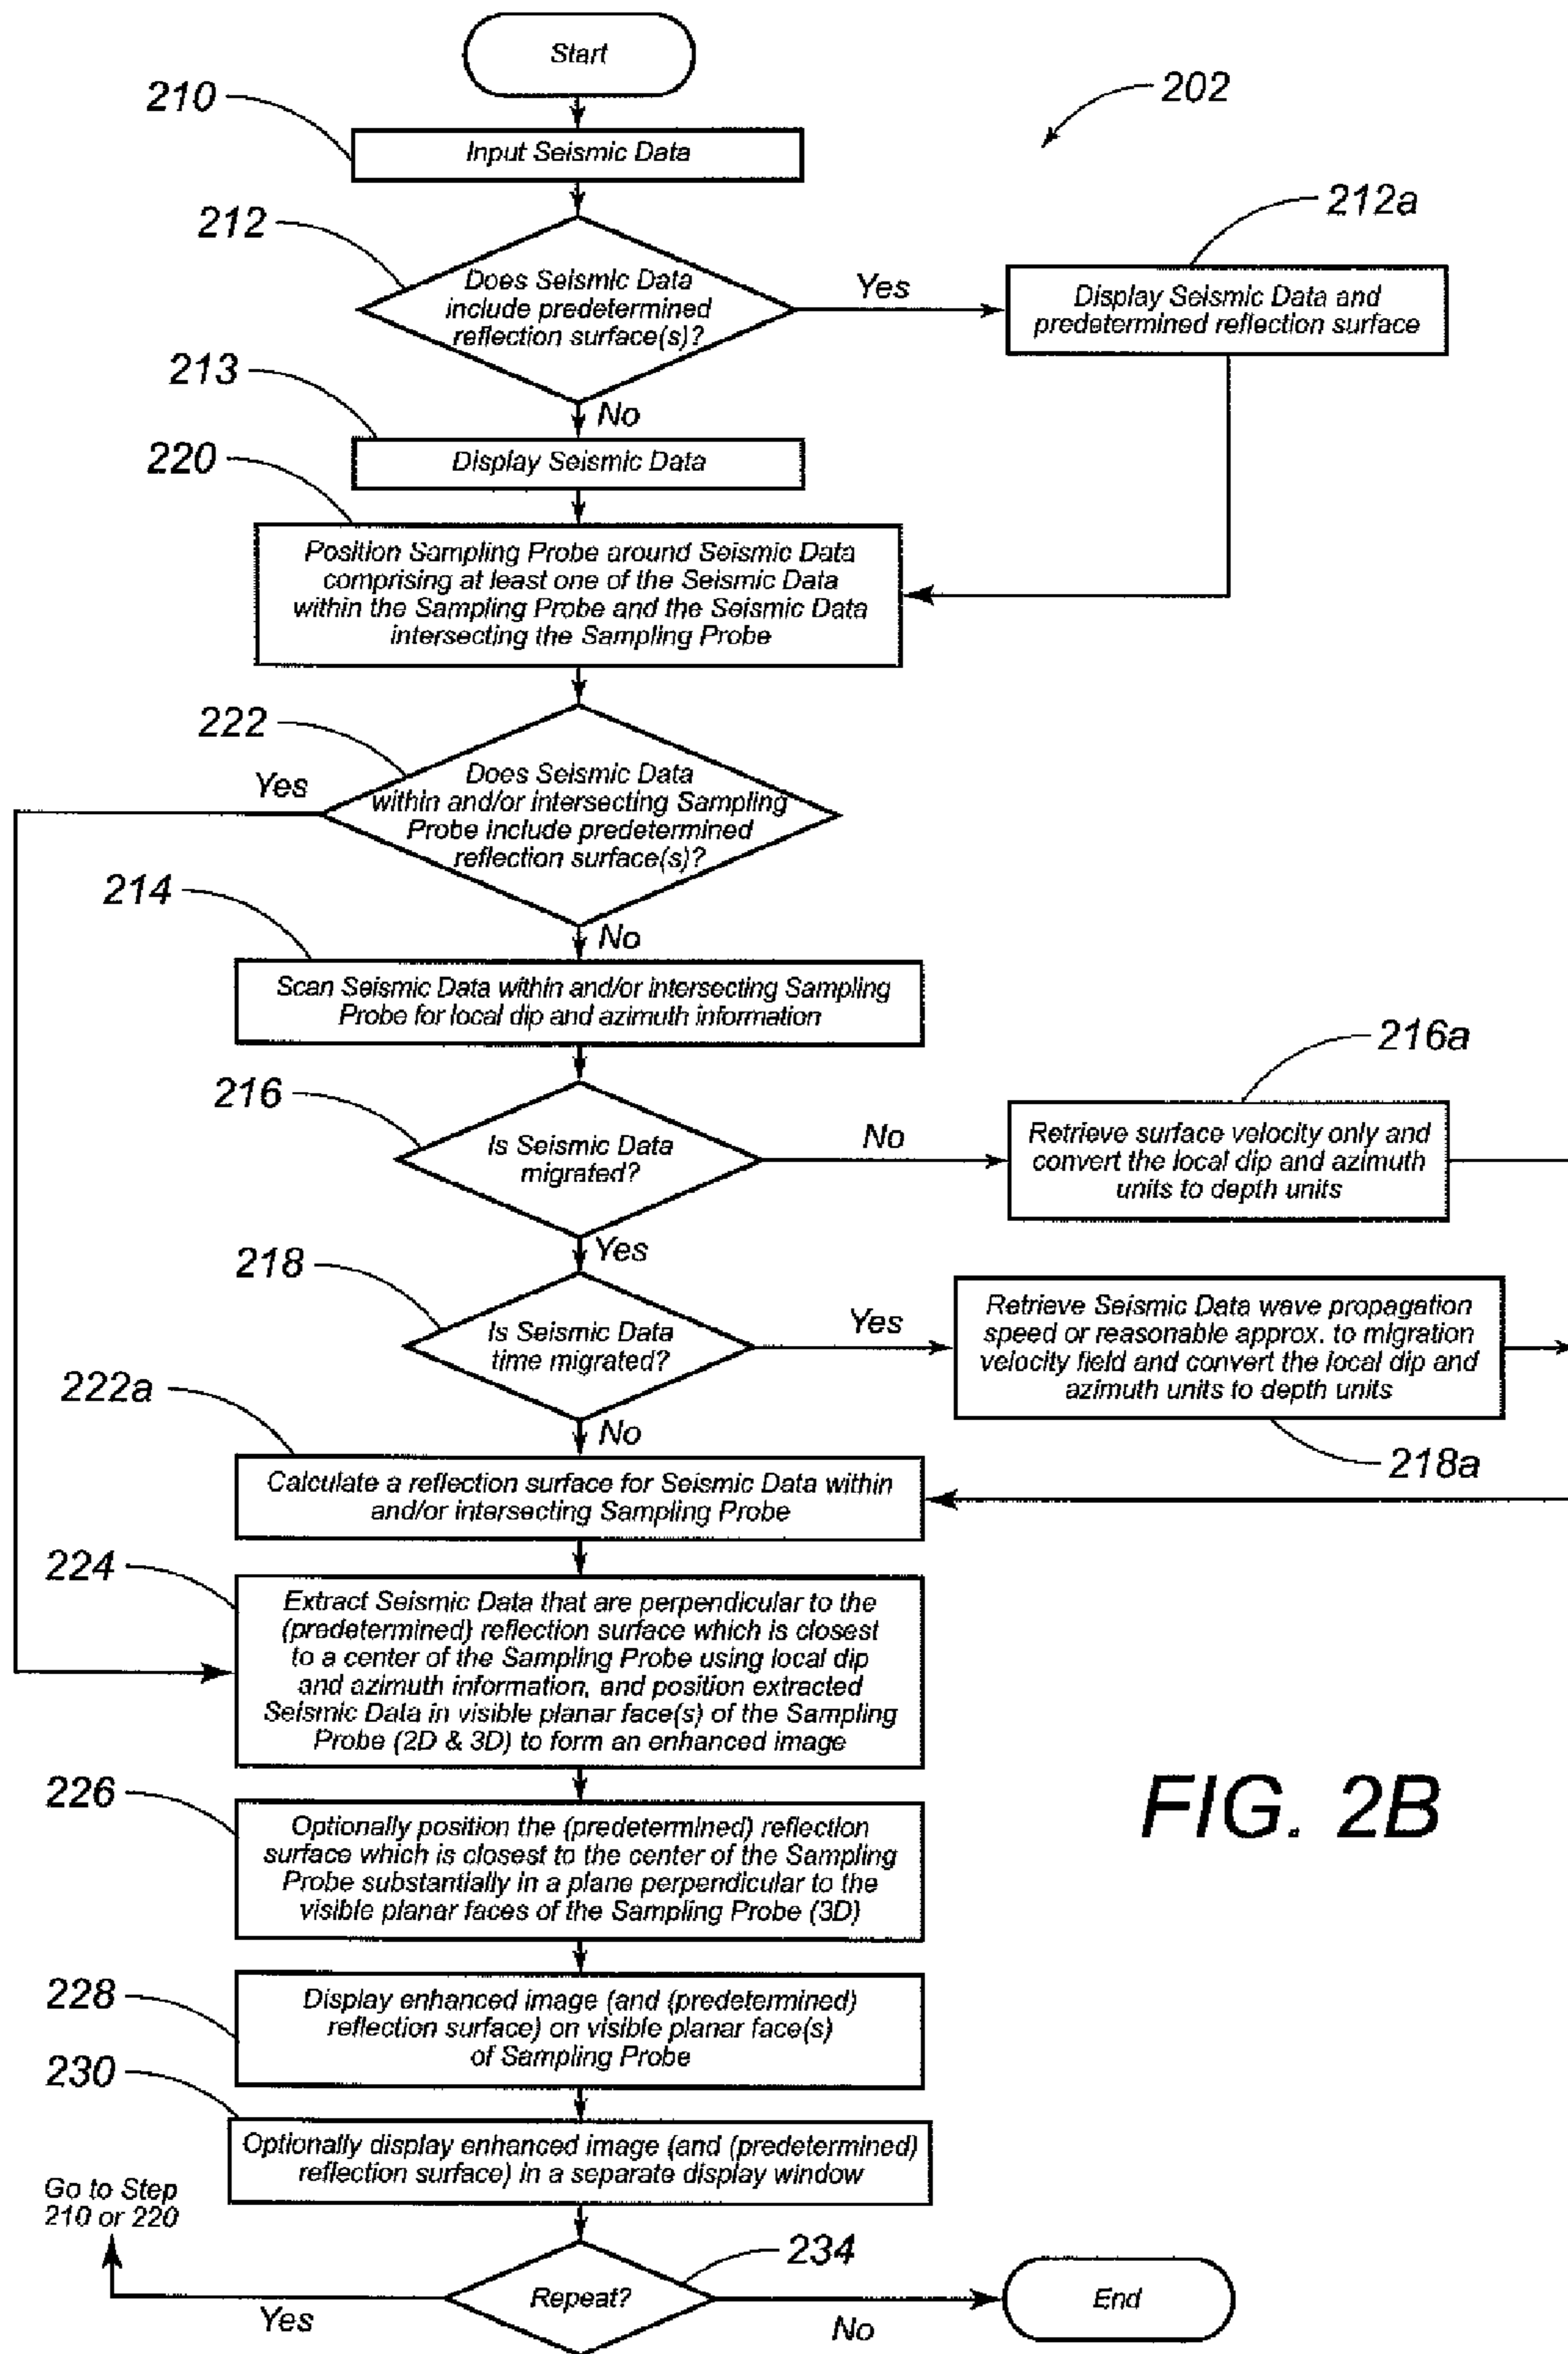 Start
210
202
Input Seismic Data
212
212a
Does Seismic Data
include predetermined
reflection surface(s)?
Yes
Display Seismic Data and
predetermined reflection surface
213
No
220
Display Seismic Data
Position Sampling Probe around Seismic Data
comprising at least one of the Seismic Data
within the Sampling Probe and the Seismic Data
intersecting the Sampling Probe
222
Yes
Does Seismic Data
within and/or intersecting Sampling
Probe include predetermined
reflection surface(s)?
214
No
Scan Seismic Data within and/or intersecting Sampling
Probe for local dip and azimuth information
216
216a
Is Seismic Data
migrated?
No
Retrieve surface velocity only and
convert the local dip and azimuth
units to depth units
Yes
218
Is Seismic Data
time migrated?
Yes
Retrieve Seismic Data wave propagation
speed or reasonable approx. to migration
velocity field and convert the local dip and
azimuth units to depth units
222a
No
218a
Calculate a reflection surface for Seismic Data within
and/or intersecting Sampling Probe
224
Extract Seismic Data that are perpendicular to the
(predetermined) reflection surface which is closest
to a center of the Sampling Probe using local dip
and azimuth information, and position extracted
Seismic Data in visible planar face(s) of the Sampling
Probe (2D & 3D) to form an enhanced image
226
Optionally position the (predetermined) reflection
surface which is closest to the center of the Sampling
Probe substantially in a plane perpendicular to the
visible planar faces of the Sampling Probe (3D)
FIG. 2B
228
Display enhanced image (and (predetermined)
reflection surface) on visible planar face(s)
of Sampling Probe
230
Optionally display enhanced image (and (predetermined)
reflection surface) in a separate display window
Go to Step
210 or 220
234
Repeat?
Yes
No
End